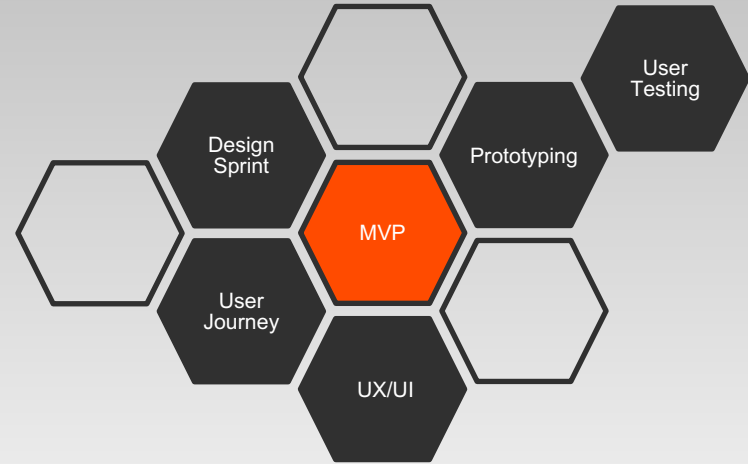 User
Testing
Design
Sprint
Prototyping
MVP
User
Journey
UX/UI